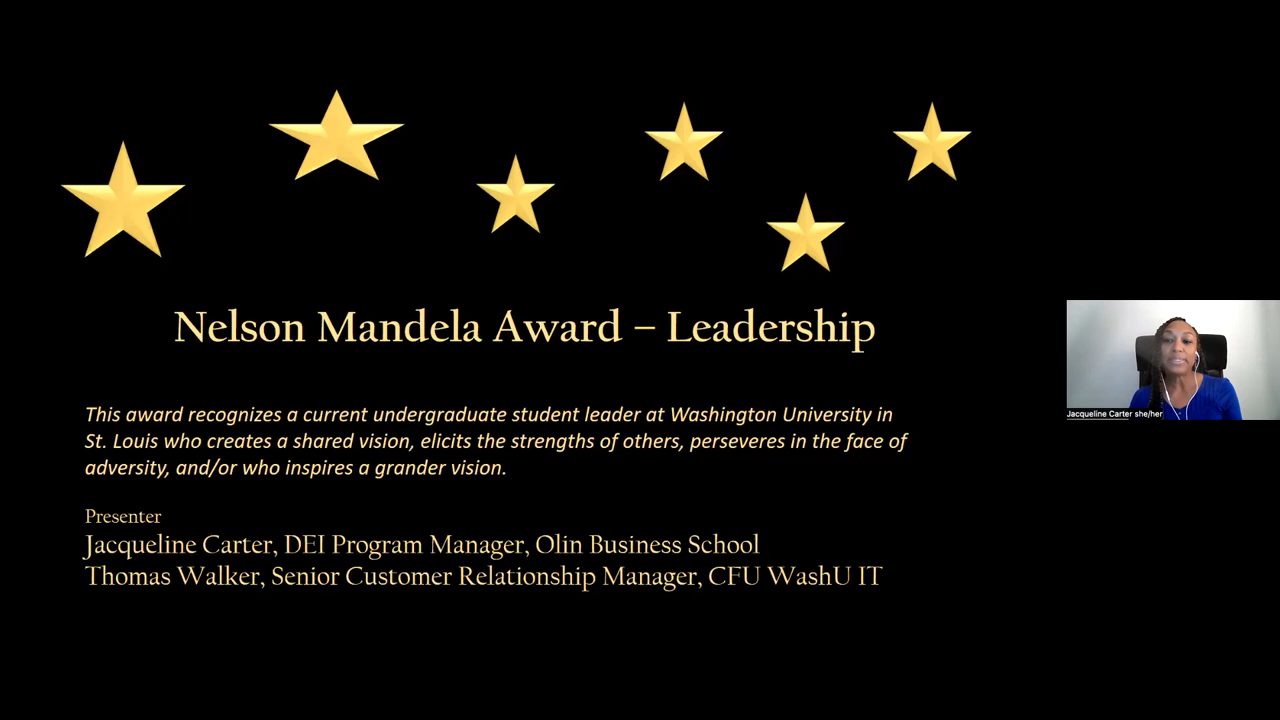 Nelson Mandela Award – Leadership
This award recognizes a current undergraduate student leader at Washington University in
St. Louis who creates a shared vision, elicits the strengths of others, perseveres in the face of
adversity, and/or who inspires a grander vision.
Presenter
Jacqueline Carter, DEI Program Manager, Olin Business School
Thomas Walker, Senior Customer Relationship Manager, CFU WashU IT
Jacqueline Carter she/her